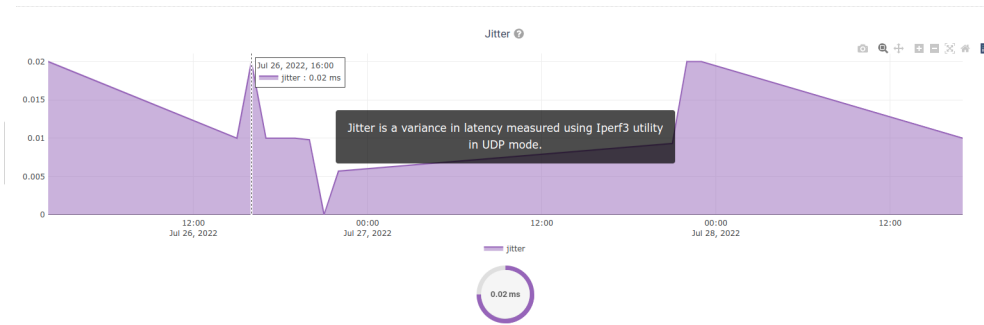 Jitter
Jul 26, 2022, 16:00
jitter : 0.02 ms
Jitter is a variance in latency measured using Iperf3 utility
in UDP mode.
0.02
0.015
0.01
0.005
0
12:00
Jul 26, 2022
00:00
Jul 27, 2022
12:00
00:00
Jul 28, 2022
12:00
jitter
0.02 ms